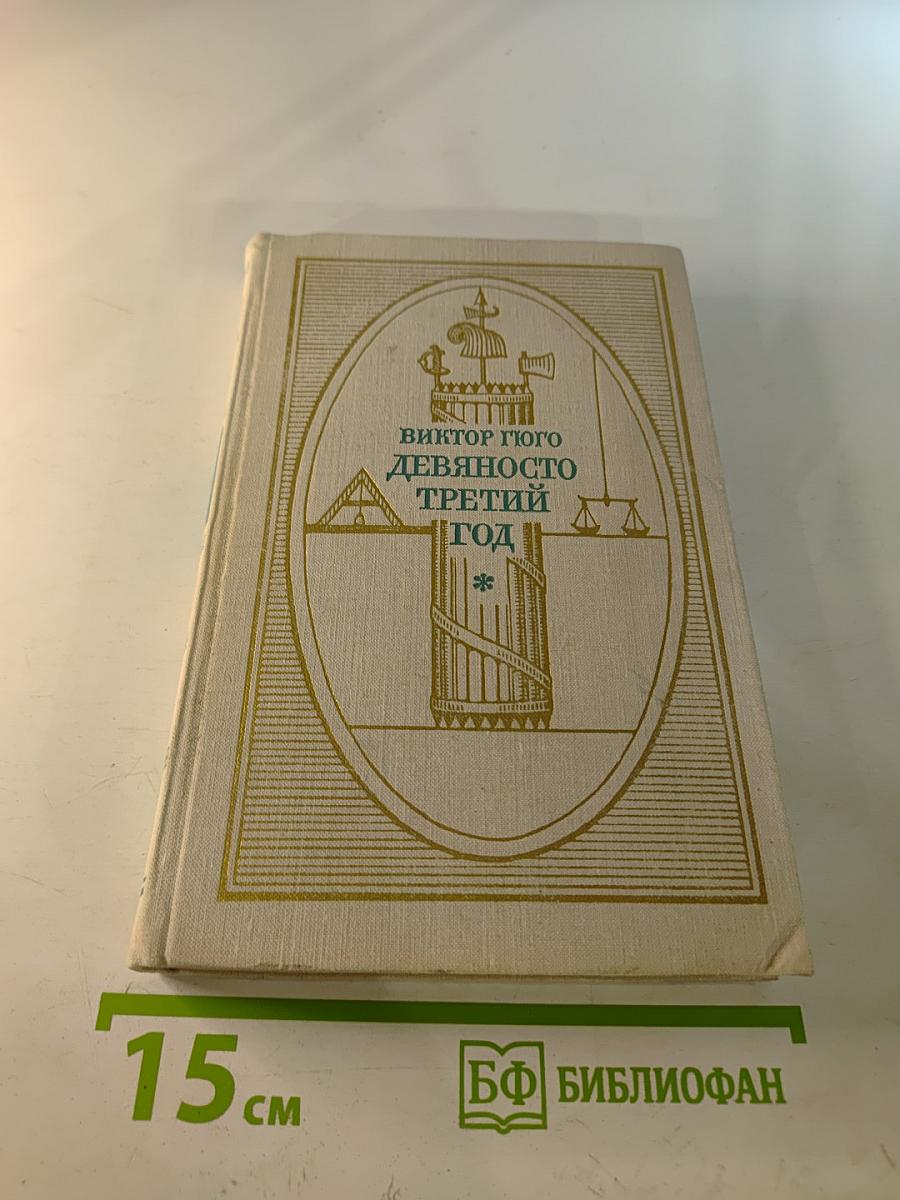 ВИКТОР ГЮГО
ДЕВЯНОСТО
ТРЕТИЙ
ГОД
*
15 см
БФ БИБЛИОФАН